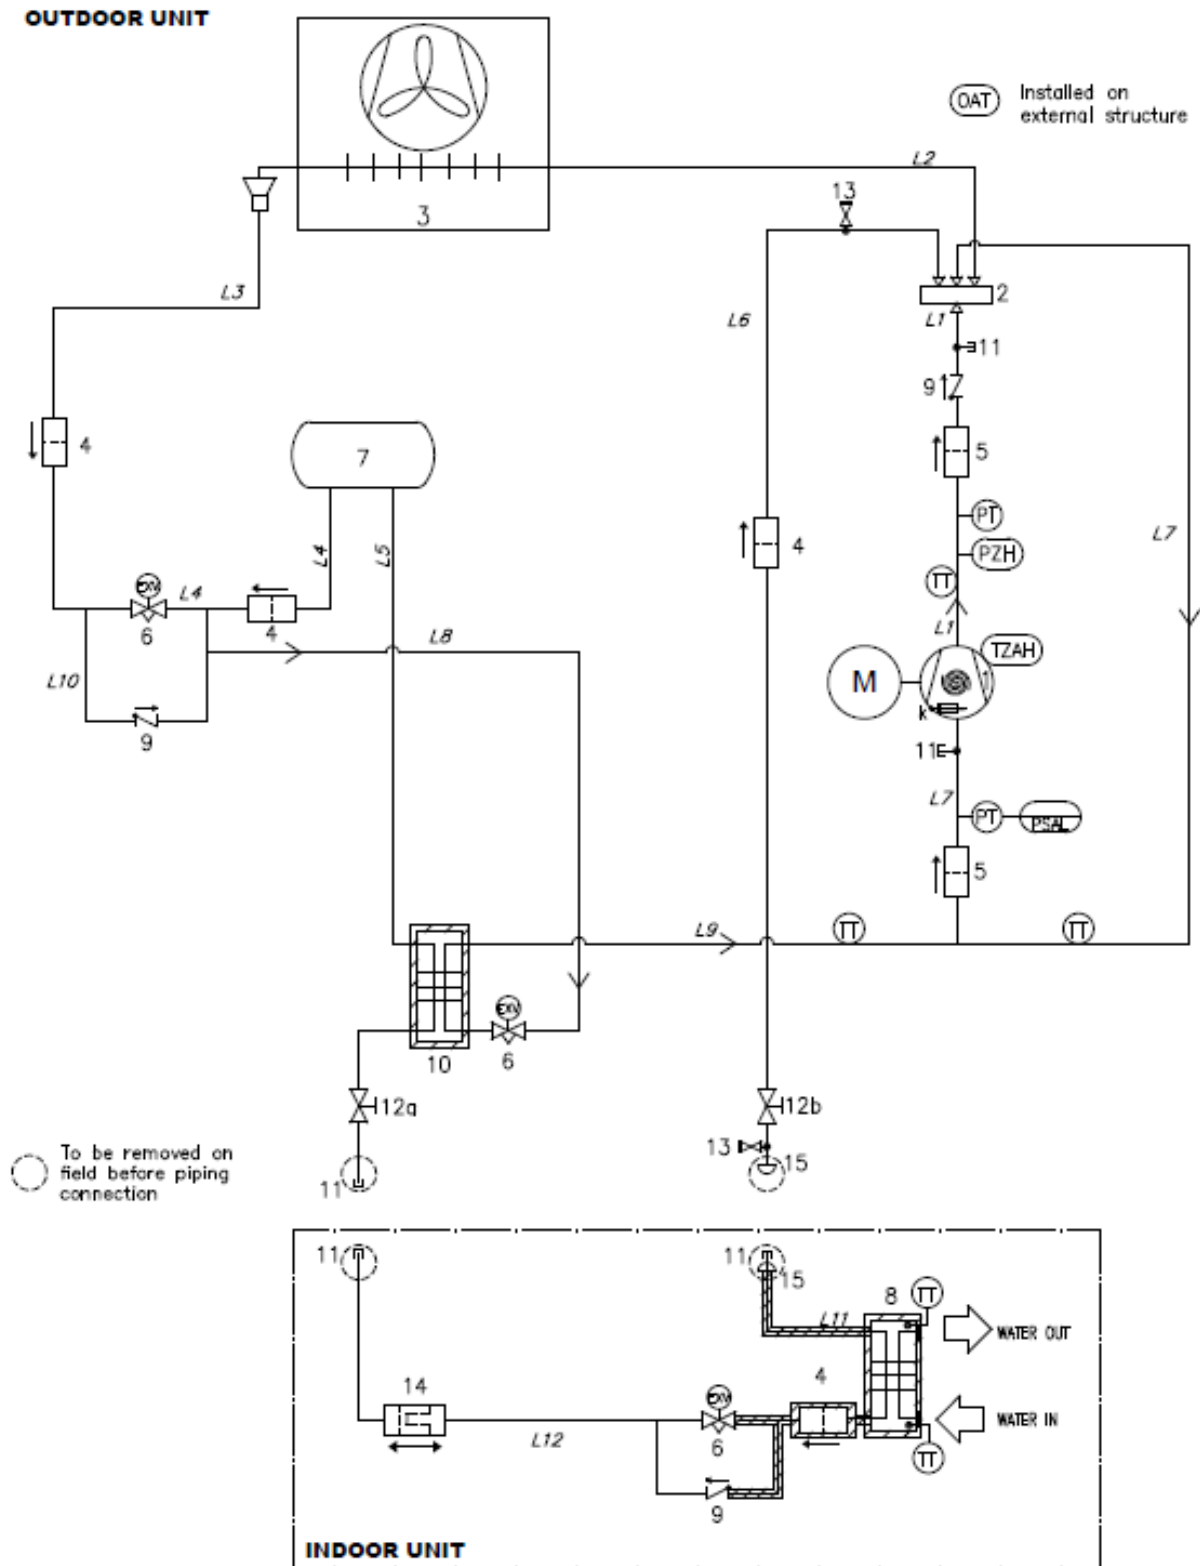 OUTDOOR UNIT
OAT
Installed on
external structure
L2
13
3
L3
2
L6
L1
11
9
4
7
5
PT
4
L7
L4
L5
PZH
TT
EXV
L4
6
4
L1
TZAH
L8
L10
M
1
k
9
11
L7
PT
PSAL
5
L9
TT
TT
EXV
10
6
12a
12b
To be removed on
field before piping
connection
13
15
11
11
11
15
8
TT
L11
WATER OUT
14
4
EXV
WATER IN
L12
6
TT
9
INDOOR UNIT